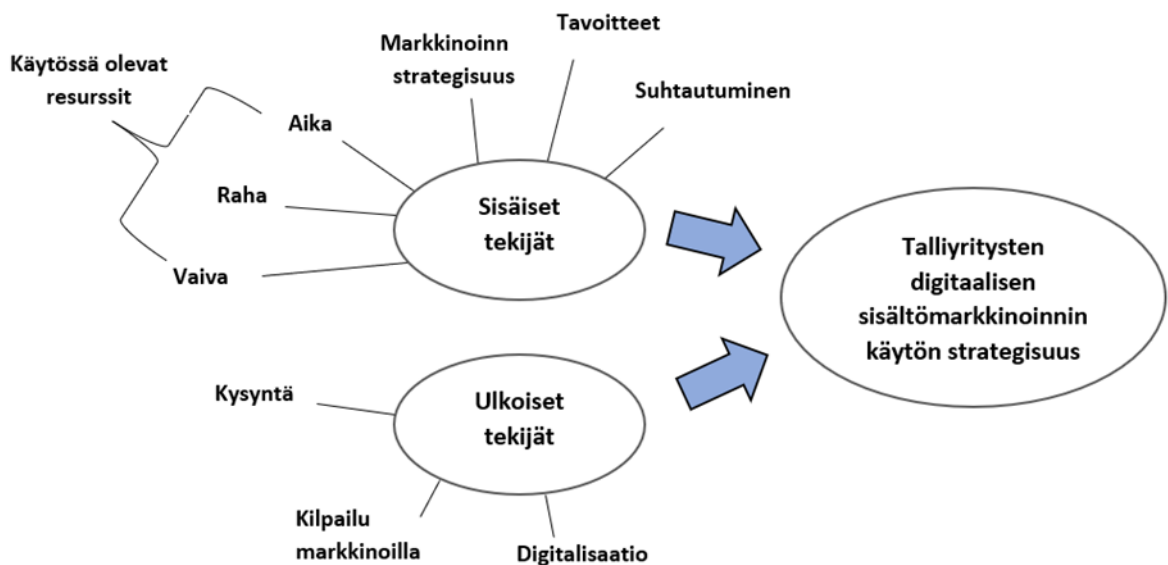 Käytössä olevat
resurssit
Aika
Raha
Vaiva
Markkinoinn
strategisuus
Tavoitteet
Suhtautuminen
Sisäiset
tekijät
Kysyntä
Ulkoiset
tekijät
Kilpailu
markkinoilla
Digitalisaatio
Talliyritysten
digitaalisen
sisältömarkkinoinnin
käytön strategisuus